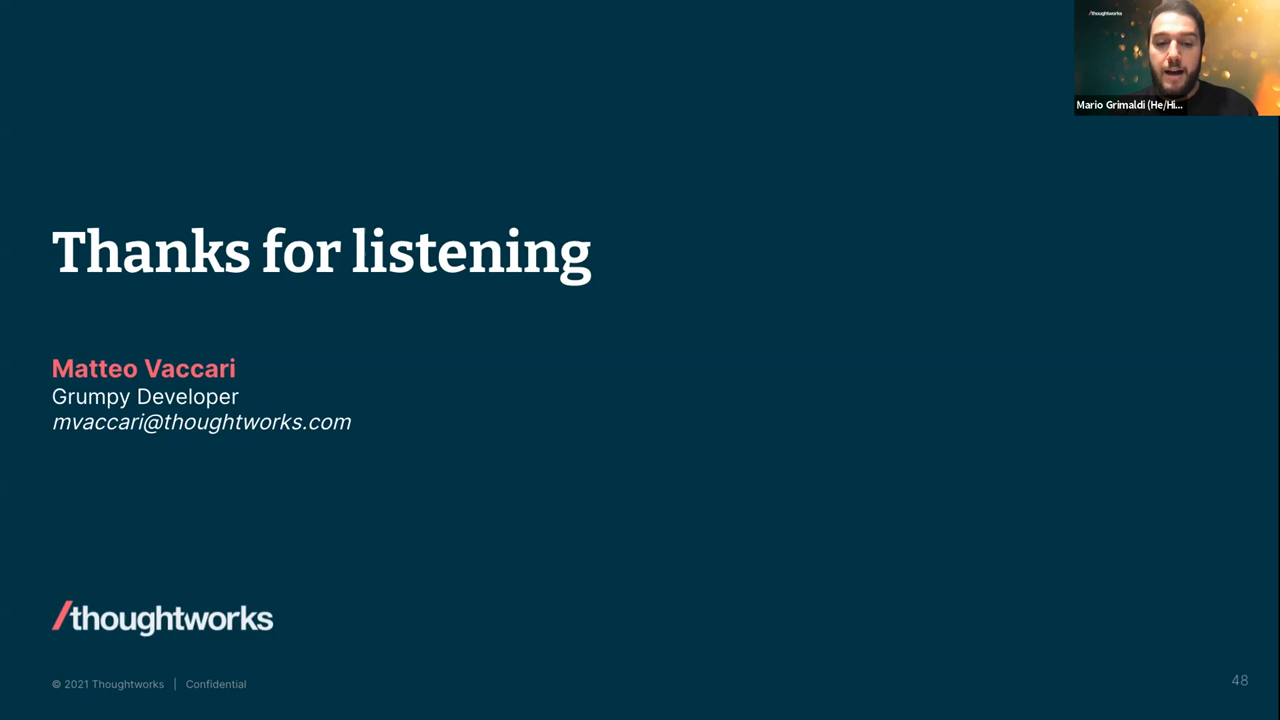 /thoughtworks
Mario Grimaldi (He/Hi...
Thanks for listening
Matteo Vaccari
Grumpy Developer
mvaccari@thoughtworks.com
/thoughtworks
© 2021 Thoughtworks | Confidential
48